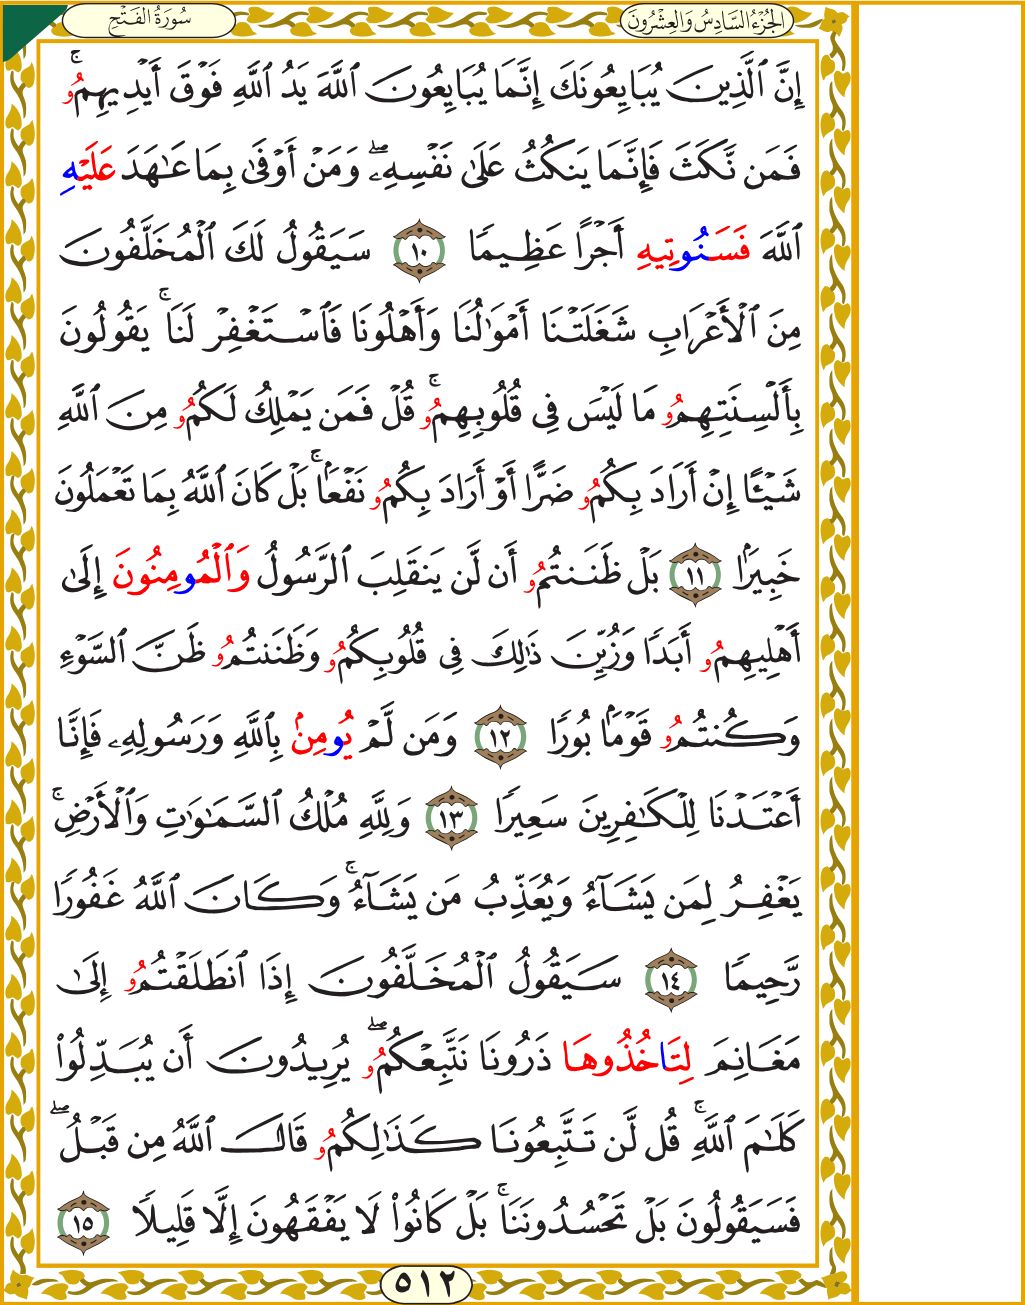 سُورَةُ الفَتْحِ
الجُزْءُ السَّادِسُ وَالعِشْرُونَ
إِنَّ ٱلَّذِينَ يُبَايِعُونَكَ إِنَّمَا يُبَايِعُونَ ٱللَّهَ يَدُ ٱللَّهِ فَوْقَ أَيْدِيهِمُۥۚ
فَمَن نَّكَثَ فَإِنَّمَا يَنكُثُ عَلَىٰ نَفْسِهِۦۖ وَمَنْ أَوْفَىٰ بِمَا عَـٰهَدَ عَلَيْهِ
ٱللَّهَ فَسَنُوتِيهِ أَجْرًا عَظِيمًا ١٠ سَيَقُولُ لَكَ ٱلْمُخَلَّفُونَ
مِنَ ٱلْأَعْرَابِ شَغَلَتْنَا أَمْوَٰلُنَا وَأَهْلُونَا فَٱسْتَغْفِرْ لَنَاۚ يَقُولُونَ
بِأَلْسِنَتِهِمُۥ مَا لَيْسَ فِى قُلُوبِهِمُۥۚ قُلْ فَمَن يَمْلِكُ لَكُمُۥ مِنَ ٱللَّهِ
شَيْـًٔا إِنْ أَرَادَ بِكُمُۥ ضَرًّا أَوْ أَرَادَ بِكُمُۥ نَفْعَۢاۚ بَلْ كَانَ ٱللَّهُ بِمَا تَعْمَلُونَ
خَبِيرَۢا ١١ بَلْ ظَنَنتُمُۥ أَن لَّن يَنقَلِبَ ٱلرَّسُولُ وَٱلْمُومِنُونَ إِلَىٰ
أَهْلِيهِمُۥ أَبَدًا وَزُيِّنَ ذَٰلِكَ فِى قُلُوبِكُمُۥ وَظَنَنتُمُۥ ظَنَّ ٱلسَّوْءِ
وَكُنتُمُۥ قَوْمَۢا بُورًا ١٢ وَمَن لَّمْ يُومِنۢ بِٱللَّهِ وَرَسُولِهِۦ فَإِنَّا
أَعْتَدْنَا لِلْكَـٰفِرِينَ سَعِيرًا ١٣ وَلِلَّهِ مُلْكُ ٱلسَّمَـٰوَٰتِ وَٱلْأَرْضِۚ
يَغْفِرُ لِمَن يَشَآءُ وَيُعَذِّبُ مَن يَشَآءُۚ وَكَانَ ٱللَّهُ غَفُورًا
رَّحِيمًا ١٤ سَيَقُولُ ٱلْمُخَلَّفُونَ إِذَا ٱنطَلَقْتُمُۥ إِلَىٰ
مَغَانِمَ لِتَاخُذُوهَا ذَرُونَا نَتَّبِعْكُمُۥۖ يُرِيدُونَ أَن يُبَدِّلُوا۟
كَلَـٰمَ ٱللَّهِۚ قُل لَّن تَتَّبِعُونَا كَذَٰلِكُمُۥ قَالَ ٱللَّهُ مِن قَبْلُۖ
فَسَيَقُولُونَ بَلْ تَحْسُدُونَنَاۚ بَلْ كَانُوا۟ لَا يَفْقَهُونَ إِلَّا قَلِيلًا ١٥
٥١٢